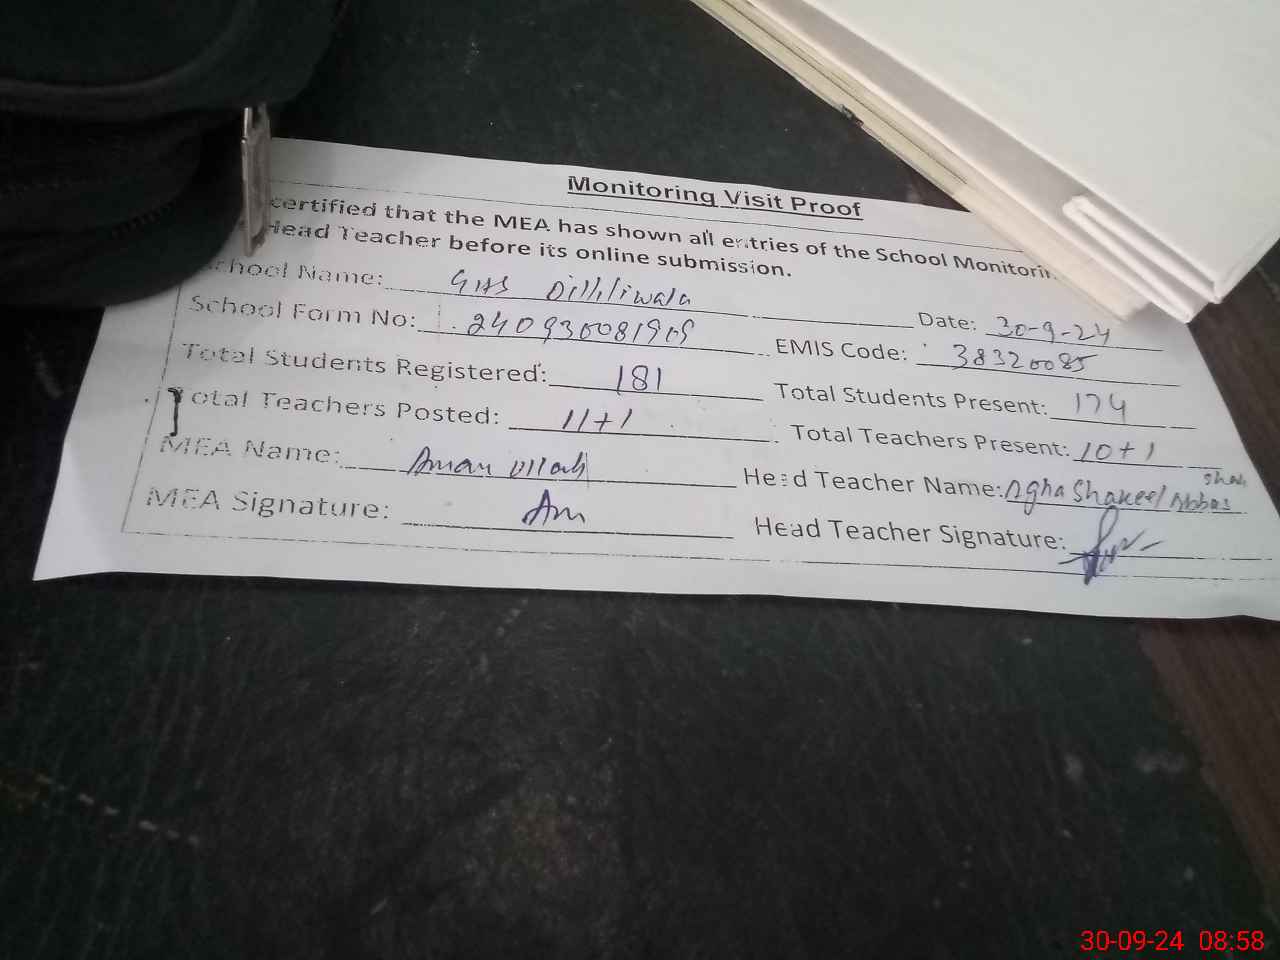 Monitoring Visit Proof
certified that the MEA has shown all entries of the School Monitorin
Head Teacher before its online submission.
School Name: GHS Dilliliwala Date: 30-9-24
School Form No: 240930081909 EMIS Code: 38320085
Total Students Registered: 181 Total Students Present: 174
Total Teachers Posted: 11+1 Total Teachers Present: 10+1
MEA Name: Aman Ullah Head Teacher Name: Agha Shakeel Abbas Shah
MEA Signature: Am Head Teacher Signature:
30-09-24 08:58